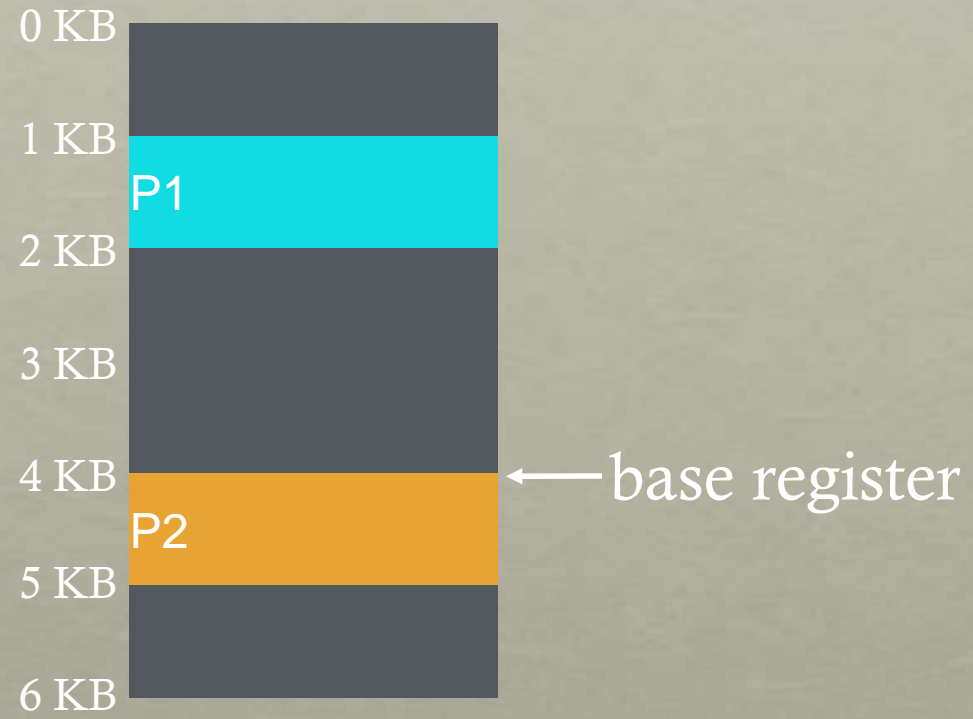 0 KB
1 KB
P1
2 KB
3 KB
4 KB
base register
P2
5 KB
6 KB